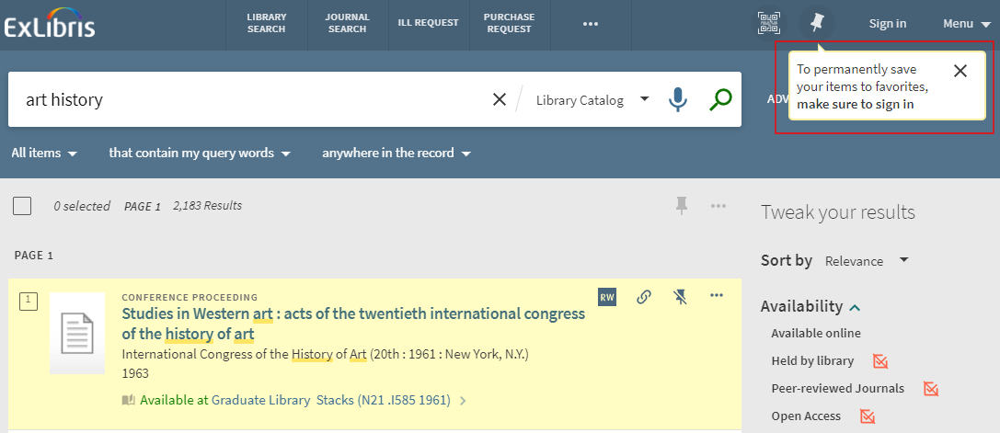 ExLibris
LIBRARY SEARCH
JOURNAL SEARCH
ILL REQUEST
PURCHASE REQUEST
Sign in
Menu
To permanently save
your items to favorites,
make sure to sign in
art history
Library Catalog
All items
that contain my query words
anywhere in the record
0 selected PAGE 1 2,183 Results
Tweak your results
PAGE 1
Sort by Relevance
1
CONFERENCE PROCEEDING
RW
Studies in Western art : acts of the twentieth international congress
of the history of art
International Congress of the History of Art (20th : 1961 : New York, N.Y.)
1963
Available at Graduate Library Stacks (N21 .I585 1961)
Availability
Available online
Held by library
Peer-reviewed Journals
Open Access